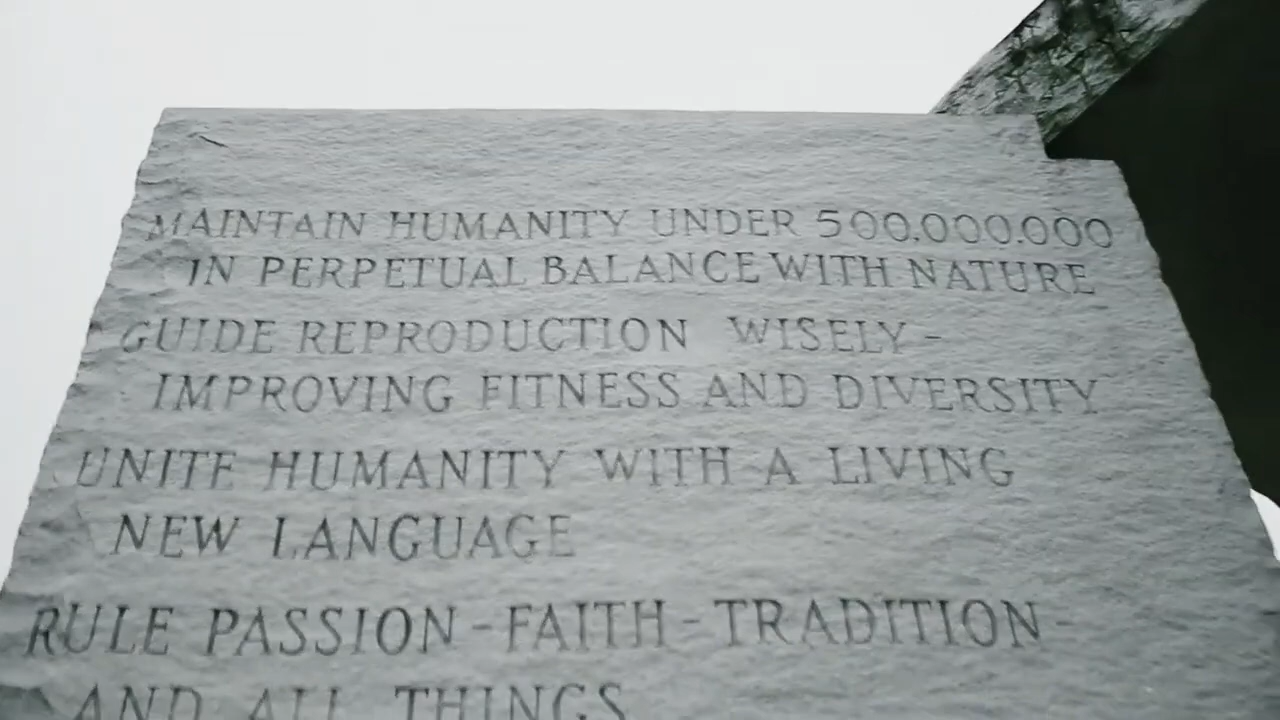 MAINTAIN HUMANITY UNDER 500,000,000
IN PERPETUAL BALANCE WITH NATURE
GUIDE REPRODUCTION WISELY -
IMPROVING FITNESS AND DIVERSITY
UNITE HUMANITY WITH A LIVING
NEW LANGUAGE
RULE PASSION - FAITH - TRADITION -
AND ALL THINGS